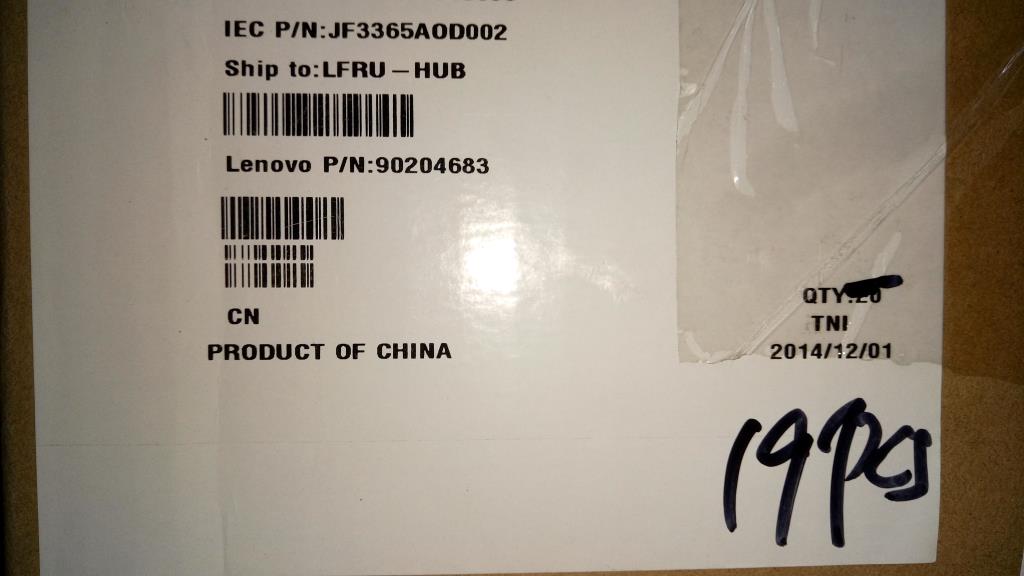 IEC P/N:JF3365AOD002
Ship to:LFRU – HUB
Lenovo P/N:90204683
CN
PRODUCT OF CHINA
QTY:20
TNI
2014/12/01
19pcs